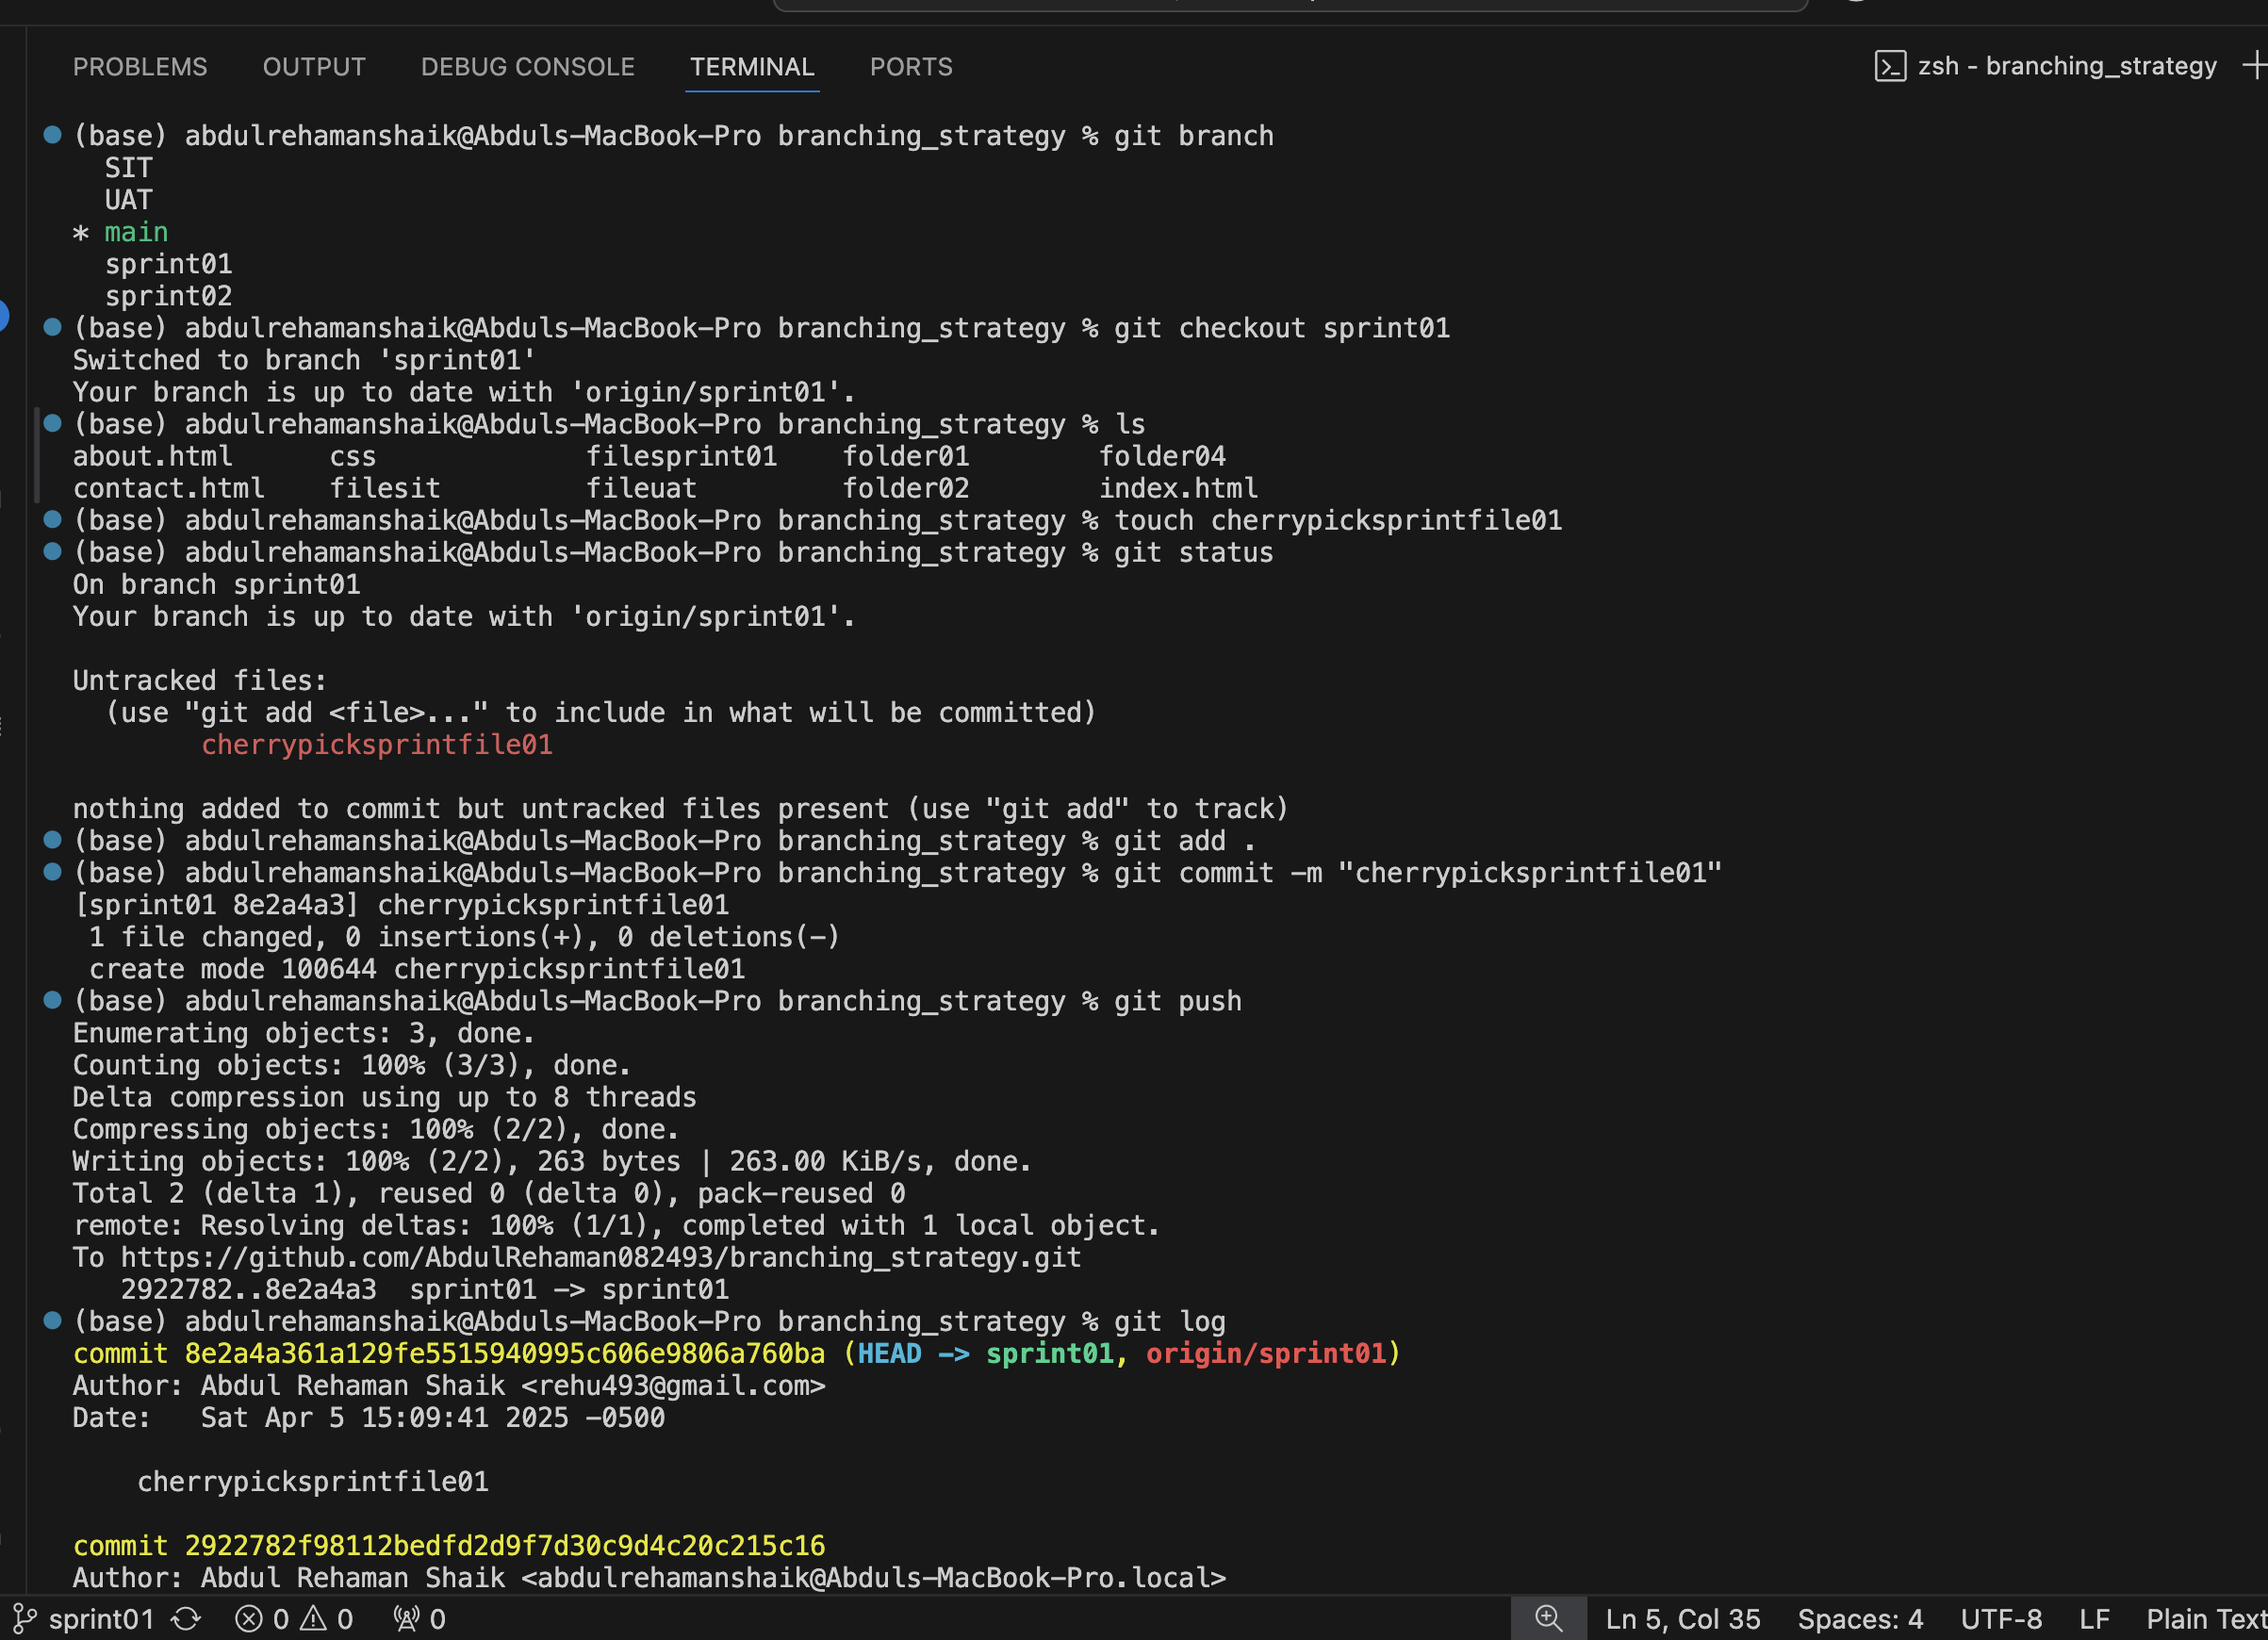 PROBLEMS OUTPUT DEBUG CONSOLE TERMINAL PORTS zsh - branching_strategy
(base) abdulrehamanshaik@Abduls-MacBook-Pro branching_strategy % git branch
SIT
UAT
* main
sprint01
sprint02
(base) abdulrehamanshaik@Abduls-MacBook-Pro branching_strategy % git checkout sprint01
Switched to branch 'sprint01'
Your branch is up to date with 'origin/sprint01'.
(base) abdulrehamanshaik@Abduls-MacBook-Pro branching_strategy % ls
about.html css filesprint01 folder01 folder04
contact.html filesit fileuat folder02 index.html
(base) abdulrehamanshaik@Abduls-MacBook-Pro branching_strategy % touch cherrypicksprintfile01
(base) abdulrehamanshaik@Abduls-MacBook-Pro branching_strategy % git status
On branch sprint01
Your branch is up to date with 'origin/sprint01'.
Untracked files:
(use "git add <file>..." to include in what will be committed)
cherrypicksprintfile01
nothing added to commit but untracked files present (use "git add" to track)
(base) abdulrehamanshaik@Abduls-MacBook-Pro branching_strategy % git add .
(base) abdulrehamanshaik@Abduls-MacBook-Pro branching_strategy % git commit -m "cherrypicksprintfile01"
[sprint01 8e2a4a3] cherrypicksprintfile01
1 file changed, 0 insertions(+), 0 deletions(-)
create mode 100644 cherrypicksprintfile01
(base) abdulrehamanshaik@Abduls-MacBook-Pro branching_strategy % git push
Enumerating objects: 3, done.
Counting objects: 100% (3/3), done.
Delta compression using up to 8 threads
Compressing objects: 100% (2/2), done.
Writing objects: 100% (2/2), 263 bytes | 263.00 KiB/s, done.
Total 2 (delta 1), reused 0 (delta 0), pack-reused 0
remote: Resolving deltas: 100% (1/1), completed with 1 local object.
To https://github.com/AbdulRehaman082493/branching_strategy.git
2922782..8e2a4a3 sprint01 -> sprint01
(base) abdulrehamanshaik@Abduls-MacBook-Pro branching_strategy % git log
commit 8e2a4a361a129fe5515940995c606e9806a760ba (HEAD -> sprint01, origin/sprint01)
Author: Abdul Rehaman Shaik <rehu493@gmail.com>
Date: Sat Apr 5 15:09:41 2025 -0500
cherrypicksprintfile01
commit 2922782f98112bedfd2d9f7d30c9d4c20c215c16
Author: Abdul Rehaman Shaik <abdulrehamanshaik@Abduls-MacBook-Pro.local>
sprint01 0 0 0 Ln 5, Col 35 Spaces: 4 UTF-8 LF Plain Text